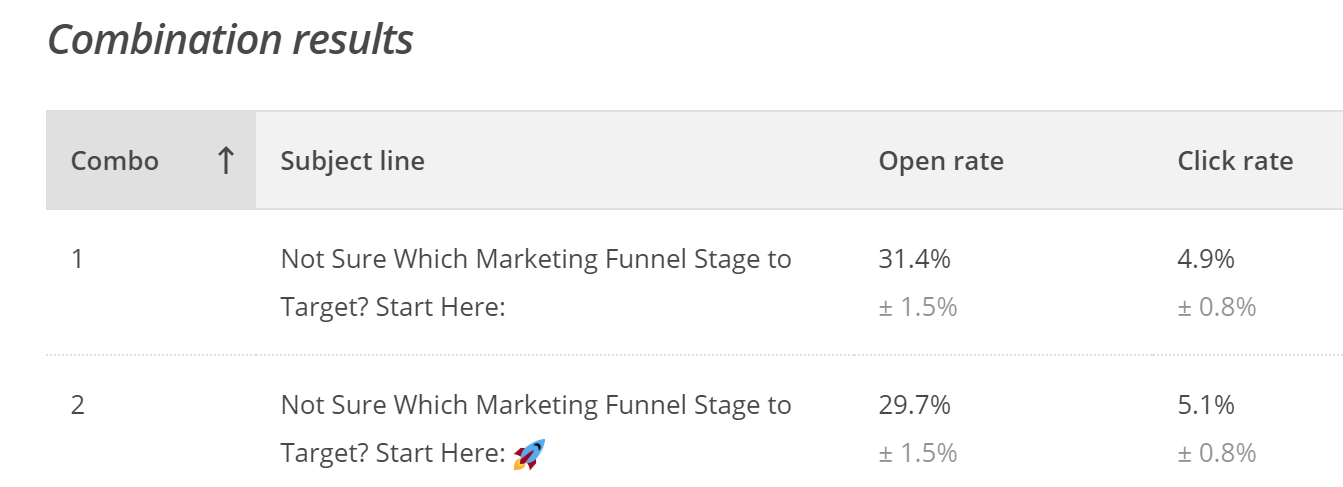 Combination results
Combo ↑ Subject line Open rate Click rate
1 Not Sure Which Marketing Funnel Stage to 31.4% 4.9%
Target? Start Here: ± 1.5% ± 0.8%
2 Not Sure Which Marketing Funnel Stage to 29.7% 5.1%
Target? Start Here: 🚀 ± 1.5% ± 0.8%